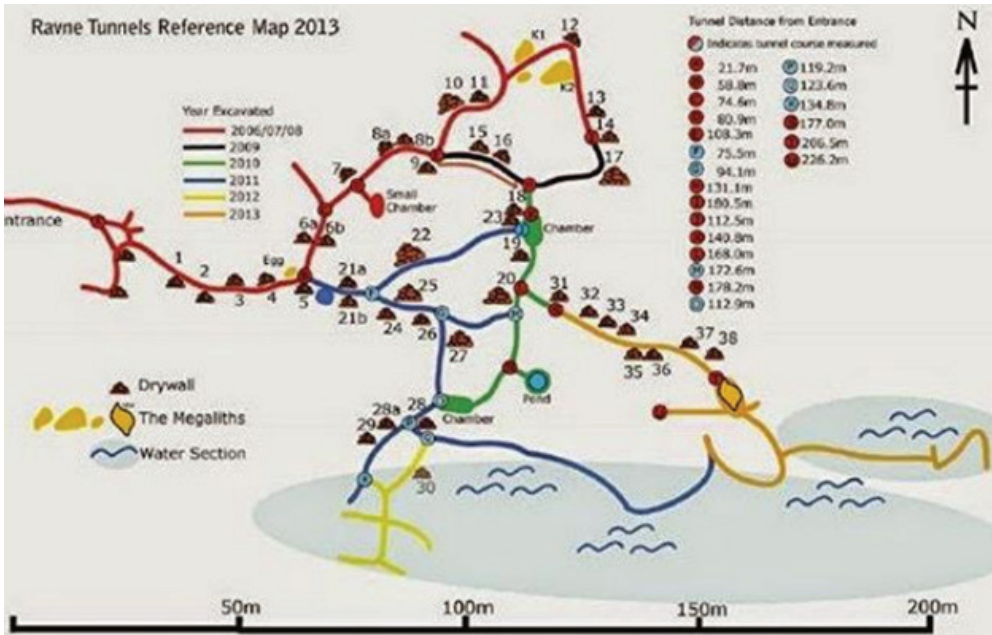 Ravne Tunnels Reference Map 2013
Tunnel Distance from Entrance
Indicates tunnel course measured
N
21.7m
58.8m
74.6m
80.9m
108.3m
75.5m
94.1m
131.1m
180.5m
112.5m
140.8m
168.0m
172.6m
178.2m
112.9m
119.2m
123.6m
134.8m
177.0m
206.5m
226.2m
Year Excavated
2006/07/08
2009
2010
2011
2012
2013
K1
12
K2
10
11
13
14
8a
8b
15
16
17
7
9
Small
Chamber
18
23
Chamber
19
ntrance
6a
6b
22
Egg
1
2
3
4
5
21a
21b
25
20
24
26
27
31
32
33
34
35
36
37
38
Pond
28a
28
Chamber
29
30
Drywall
The Megaliths
Water Section
50m
100m
150m
200m